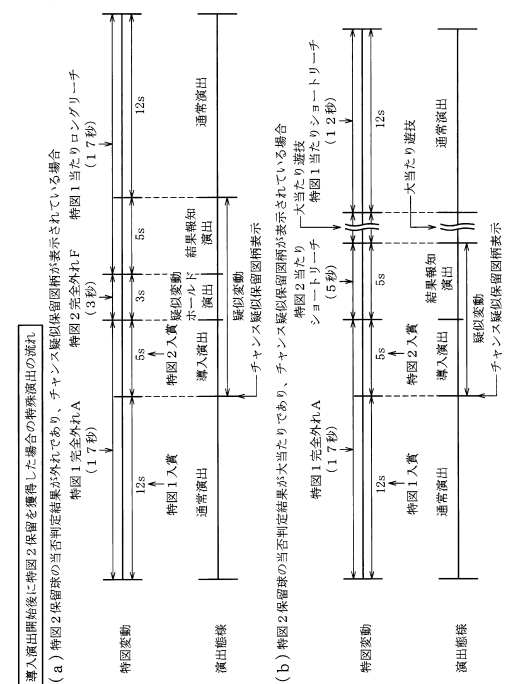 導入演出開始後に特図2保留を獲得した場合の特殊演出の流れ
(a)特図2保留球の当否判定結果が外れであり、チャンス疑似保留図柄が表示されている場合
特図1完全外れA
(17秒)
特図2完全外れF
(3秒)
特図1当たりロングリーチ
(17秒)
特図変動
12s
5s
3s
5s
12s
特図1入賞
特図2入賞
演出態様
通常演出
導入演出
疑似変動
ホールド
演出
結果報知
演出
通常演出
疑似変動
チャンス疑似保留図柄表示
(b)特図2保留球の当否判定結果が大当たりであり、チャンス疑似保留図柄が表示されている場合
特図1完全外れA
(17秒)
特図2当たり
ショートリーチ
(5秒)
大当たり遊技
特図1当たりショートリーチ
(12秒)
特図変動
12s
5s
5s
12s
特図1入賞
特図2入賞
大当たり遊技
演出態様
通常演出
導入演出
結果報知
演出
通常演出
疑似変動
チャンス疑似保留図柄表示